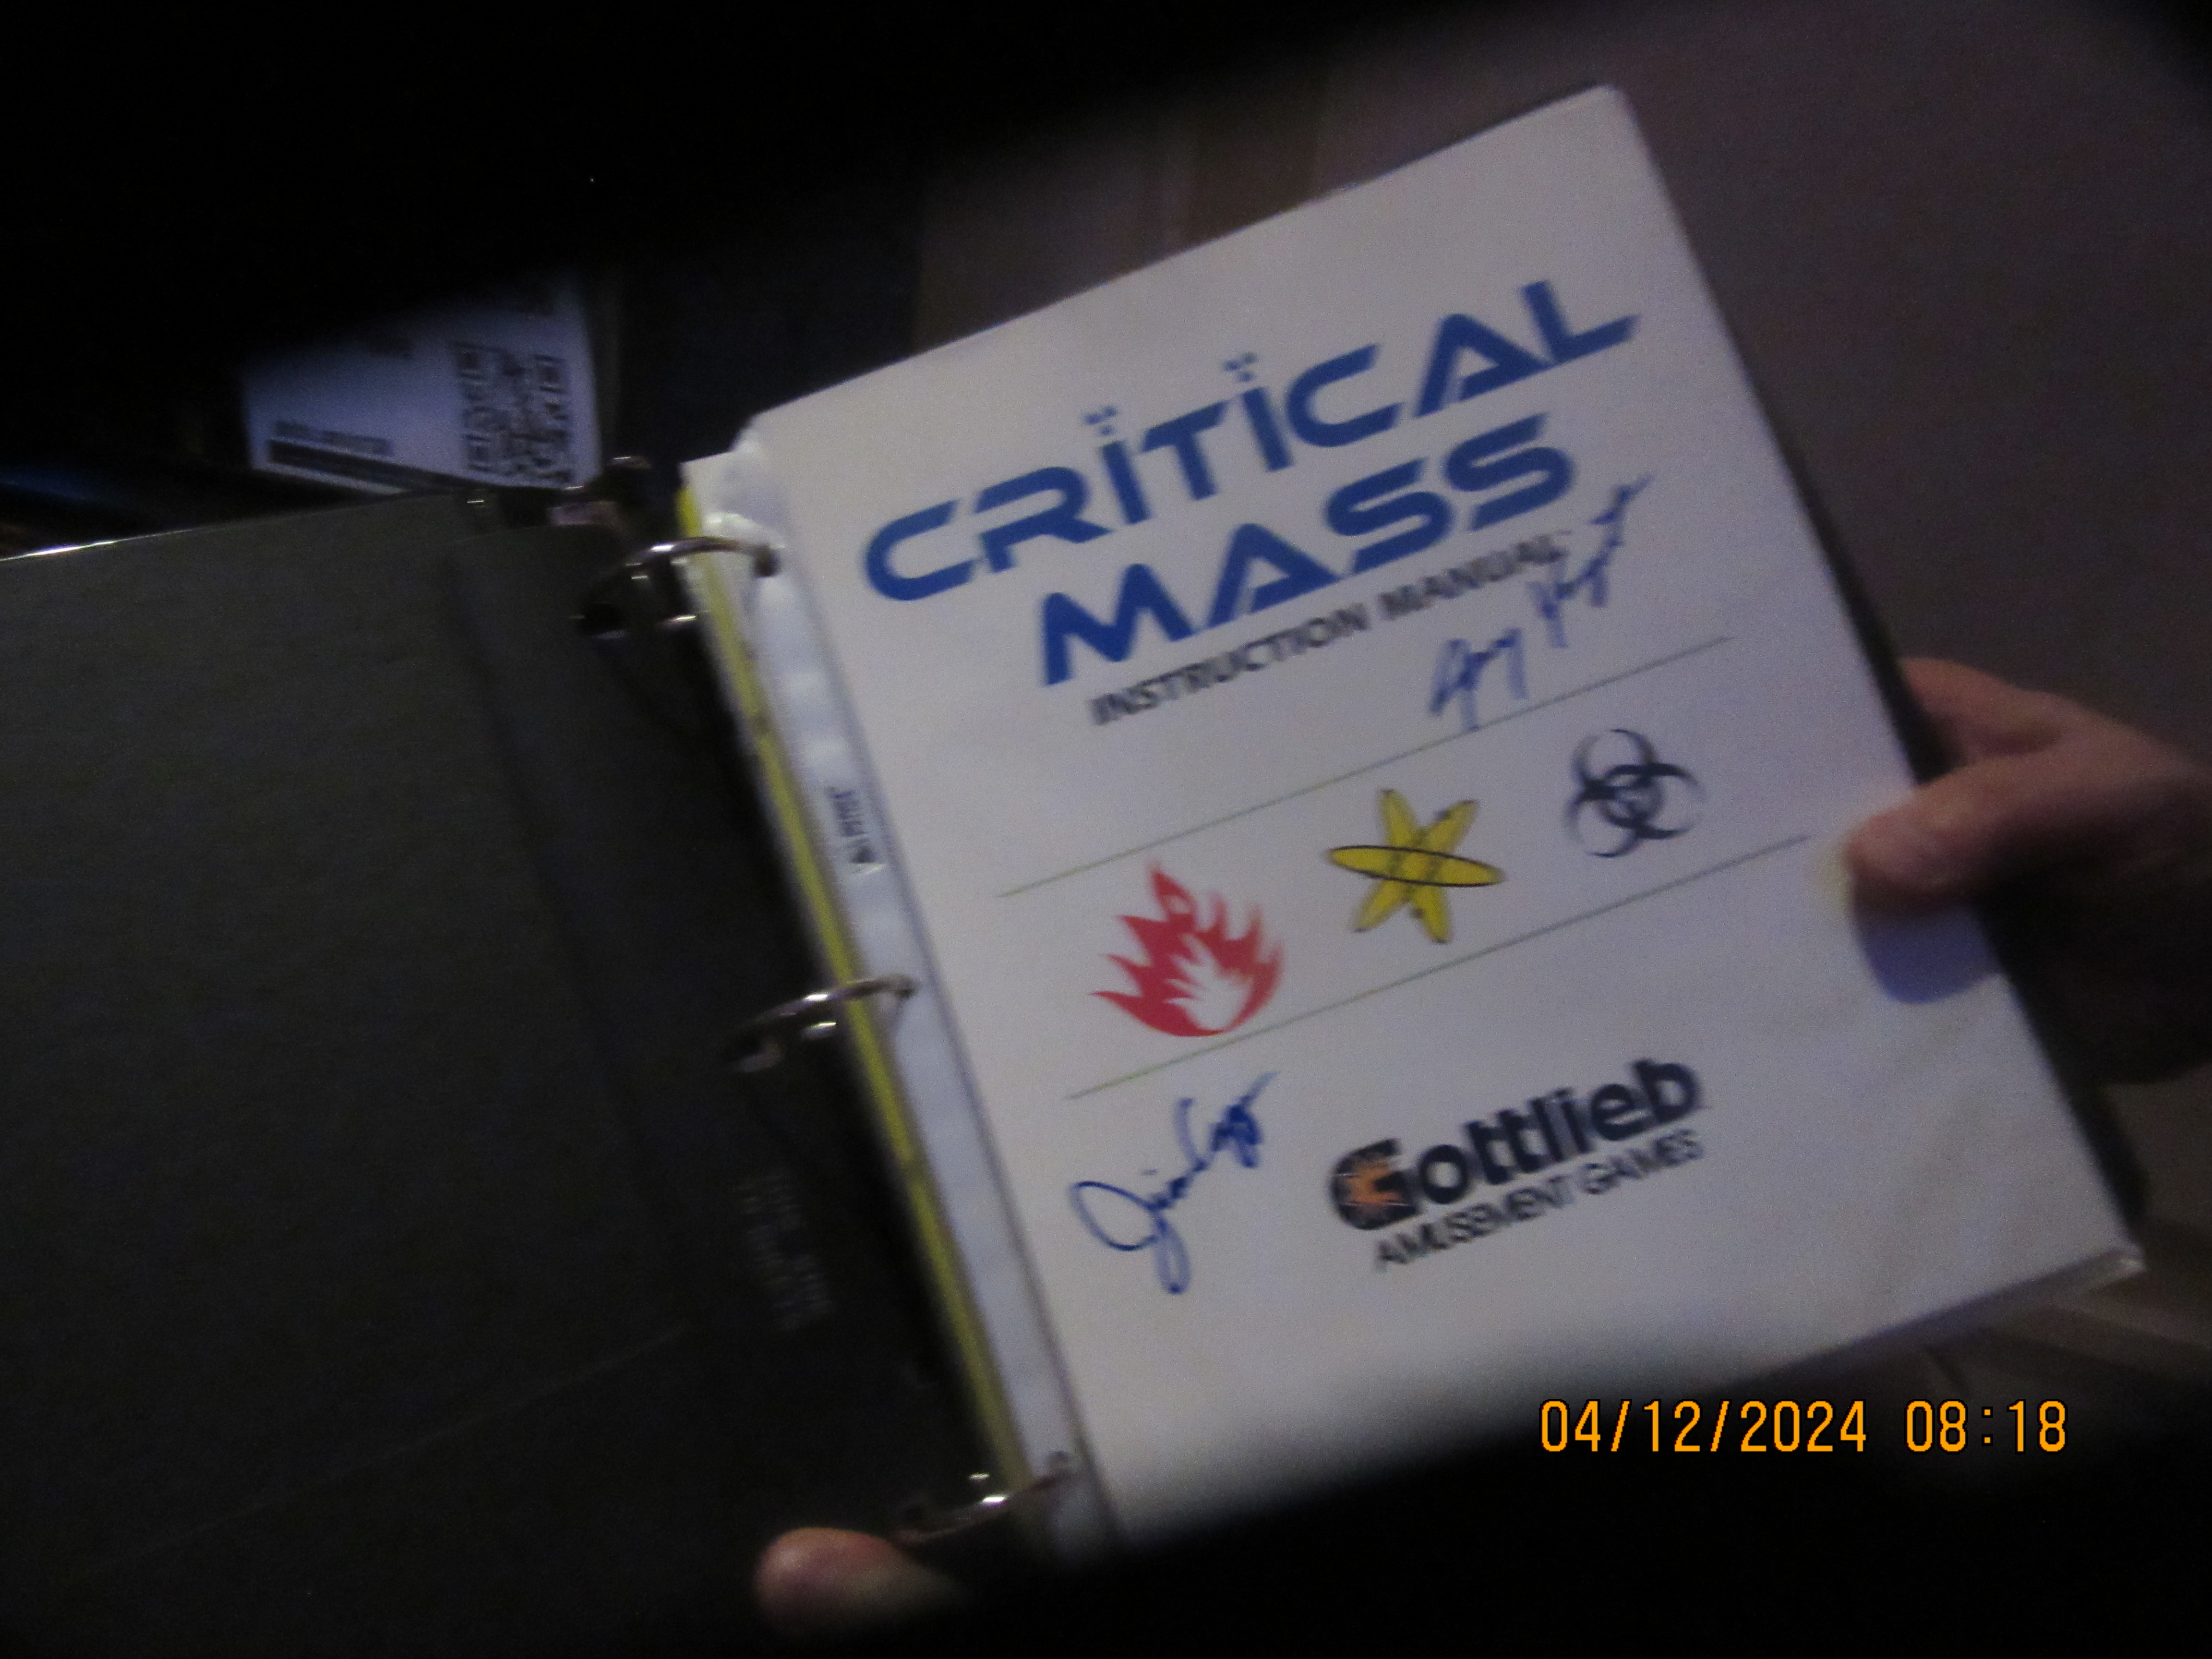 CRITICAL
MASS
INSTRUCTION MANUAL
Gottlieb
AMUSEMENT GAMES
04/12/2024 08:18